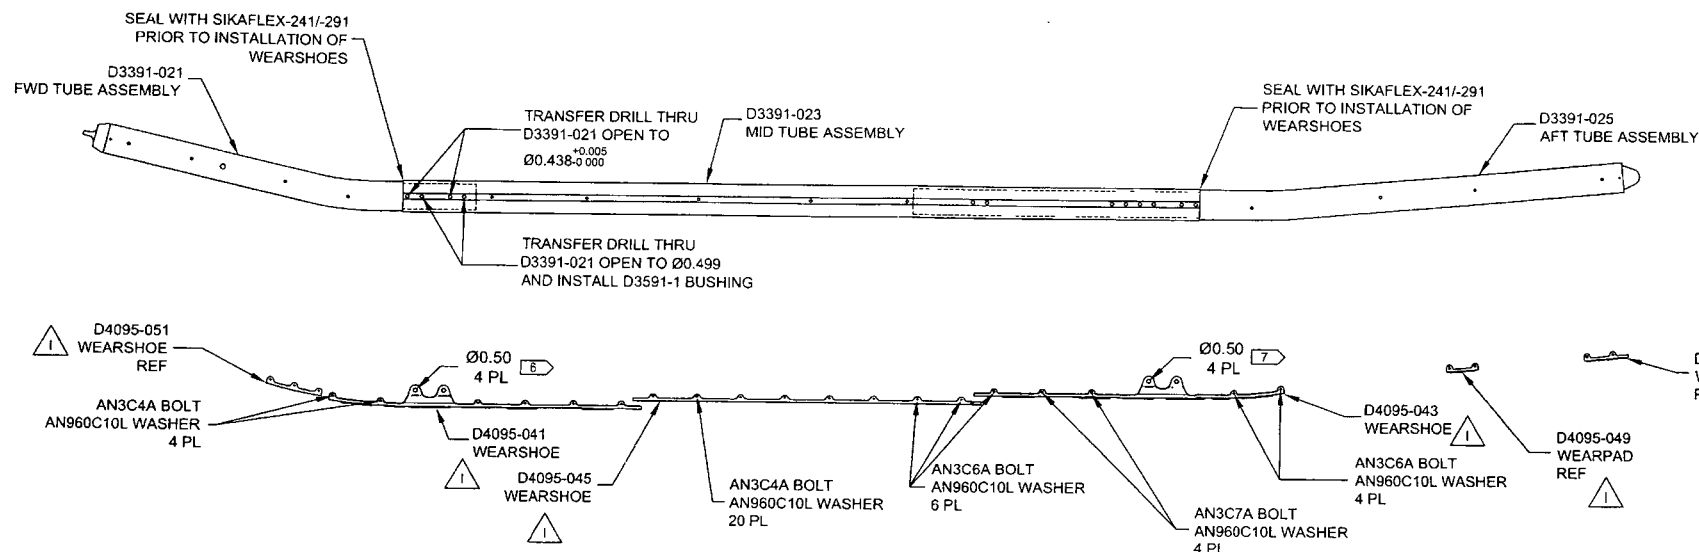 SEAL WITH SIKAFLEX-241/-291
PRIOR TO INSTALLATION OF
WEARSHOES
D3391-021
FWD TUBE ASSEMBLY
TRANSFER DRILL THRU
D3391-021 OPEN TO
Ø0.438 +0.005 -0.000
D3391-023
MID TUBE ASSEMBLY
SEAL WITH SIKAFLEX-241/-291
PRIOR TO INSTALLATION OF
WEARSHOES
D3391-025
AFT TUBE ASSEMBLY
TRANSFER DRILL THRU
D3391-021 OPEN TO Ø0.499
AND INSTALL D3591-1 BUSHING
1
D4095-051
WEARSHOE
REF
Ø0.50
4 PL
6
Ø0.50
4 PL
7
AN3C4A BOLT
AN960C10L WASHER
4 PL
D4095-041
WEARSHOE
1
D4095-045
WEARSHOE
1
AN3C4A BOLT
AN960C10L WASHER
20 PL
AN3C6A BOLT
AN960C10L WASHER
6 PL
AN3C7A BOLT
AN960C10L WASHER
4 PL
AN3C6A BOLT
AN960C10L WASHER
4 PL
D4095-043
WEARSHOE
1
D4095-049
WEARPAD
REF
1